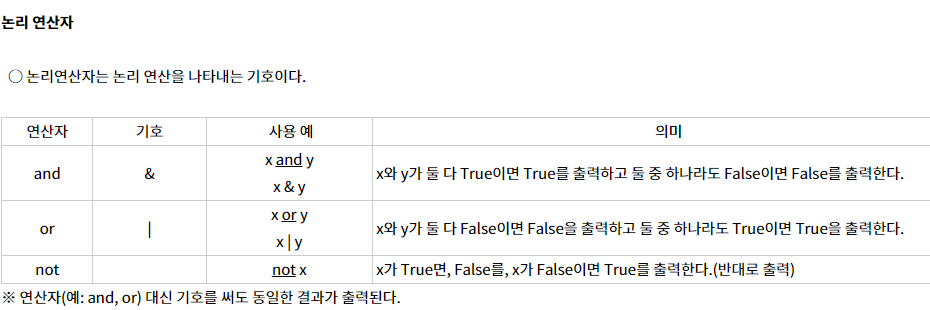 논리 연산자
○ 논리연산자는 논리 연산을 나타내는 기호이다.
연산자 기호 사용 예 의미
and & x and y
x & y x와 y가 둘 다 True이면 True를 출력하고 둘 중 하나라도 False이면 False를 출력한다.
or | x or y
x | y x와 y가 둘 다 False이면 False을 출력하고 둘 중 하나라도 True이면 True을 출력한다.
not not x x가 True면, False를, x가 False이면 True를 출력한다.(반대로 출력)
※ 연산자(예: and, or) 대신 기호를 써도 동일한 결과가 출력된다.